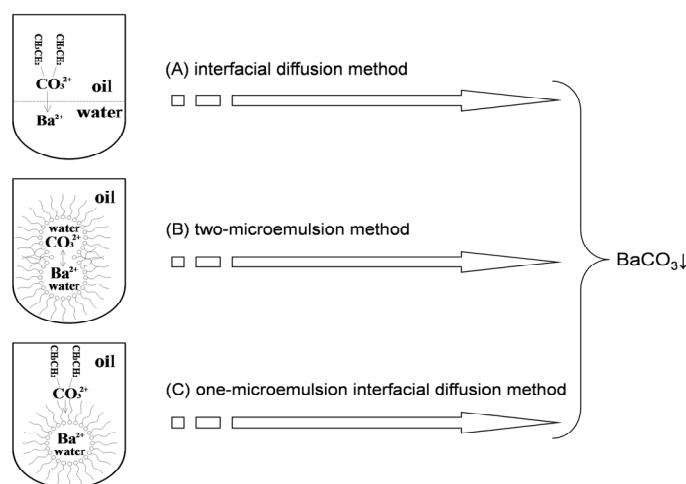 CH₃CH₂ CH₃CH₂
CO₃²⁺ oil
water
Ba²⁺
(A) interfacial diffusion method
oil
water
CO₃²⁺
Ba²⁺
water
(B) two-microemulsion method
BaCO₃↓
CH₃CH₂ CH₃CH₂
oil
CO₃²⁺
Ba²⁺
water
(C) one-microemulsion interfacial diffusion method